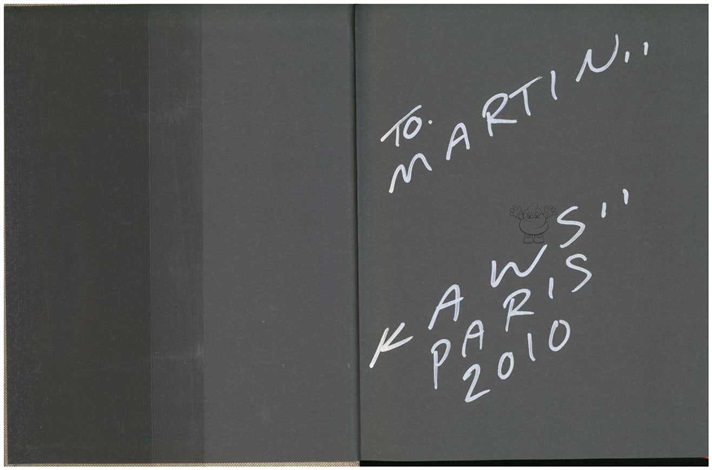 TO.
MARTIN,,
KAWS''
PARIS
2010